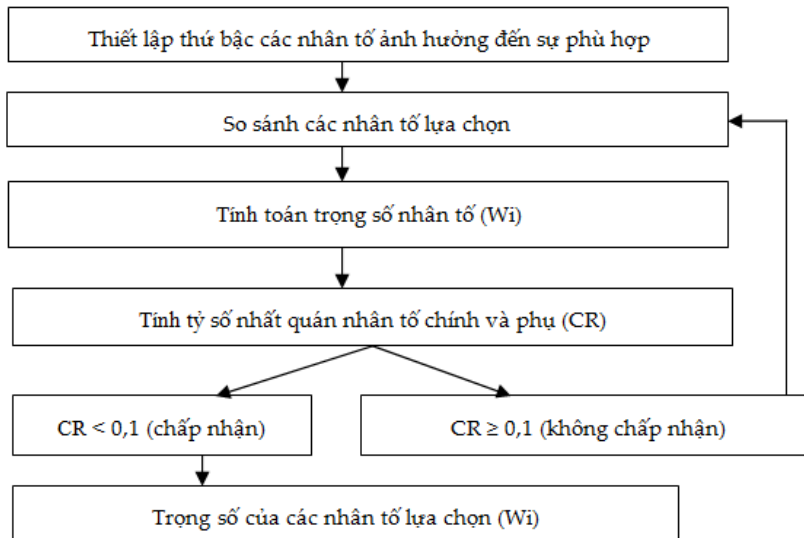 Thiết lập thứ bậc các nhân tố ảnh hưởng đến sự phù hợp
So sánh các nhân tố lựa chọn
Tính toán trọng số nhân tố (Wi)
Tính tỷ số nhất quán nhân tố chính và phụ (CR)
CR < 0,1 (chấp nhận)
CR ≥ 0,1 (không chấp nhận)
Trọng số của các nhân tố lựa chọn (Wi)